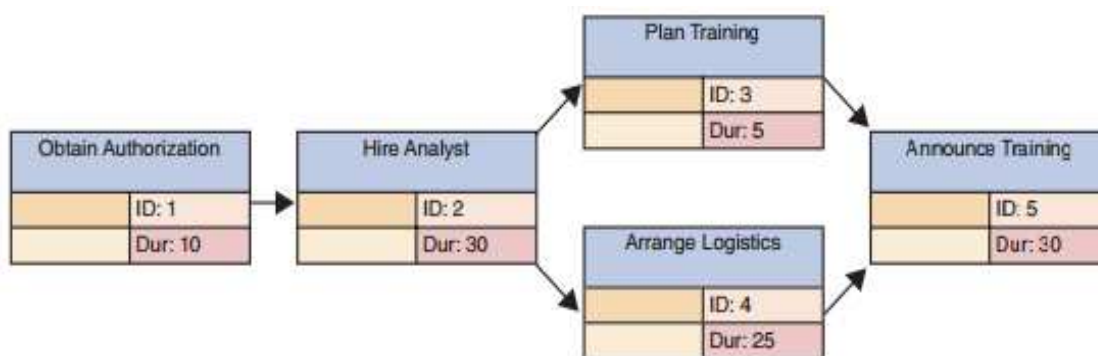 Obtain Authorization
ID: 1
Dur: 10
Hire Analyst
ID: 2
Dur: 30
Plan Training
ID: 3
Dur: 5
Arrange Logistics
ID: 4
Dur: 25
Announce Training
ID: 5
Dur: 30